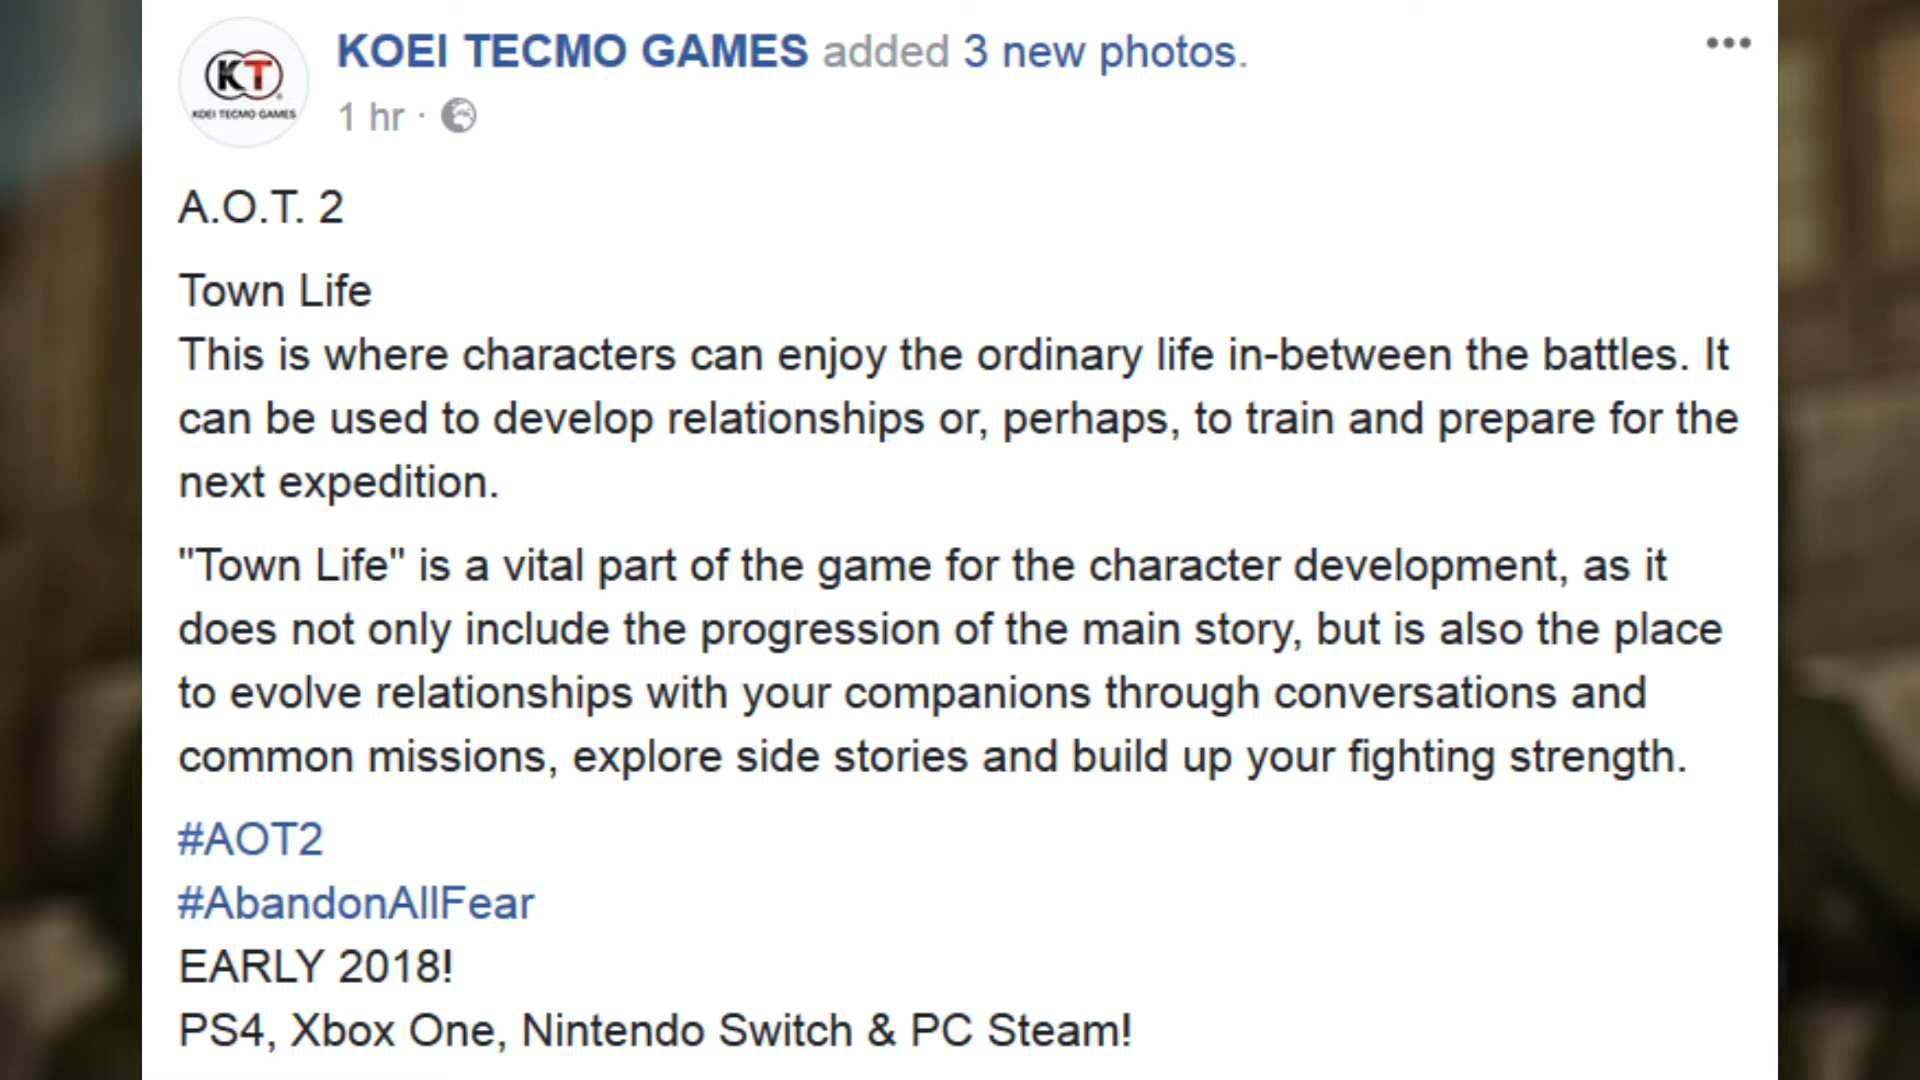 KOEI TECMO GAMES added 3 new photos.
KT
KOEI TECMO GAMES
1 hr ·
A.O.T. 2
Town Life
This is where characters can enjoy the ordinary life in-between the battles. It
can be used to develop relationships or, perhaps, to train and prepare for the
next expedition.
"Town Life" is a vital part of the game for the character development, as it
does not only include the progression of the main story, but is also the place
to evolve relationships with your companions through conversations and
common missions, explore side stories and build up your fighting strength.
#AOT2
#AbandonAllFear
EARLY 2018!
PS4, Xbox One, Nintendo Switch & PC Steam!